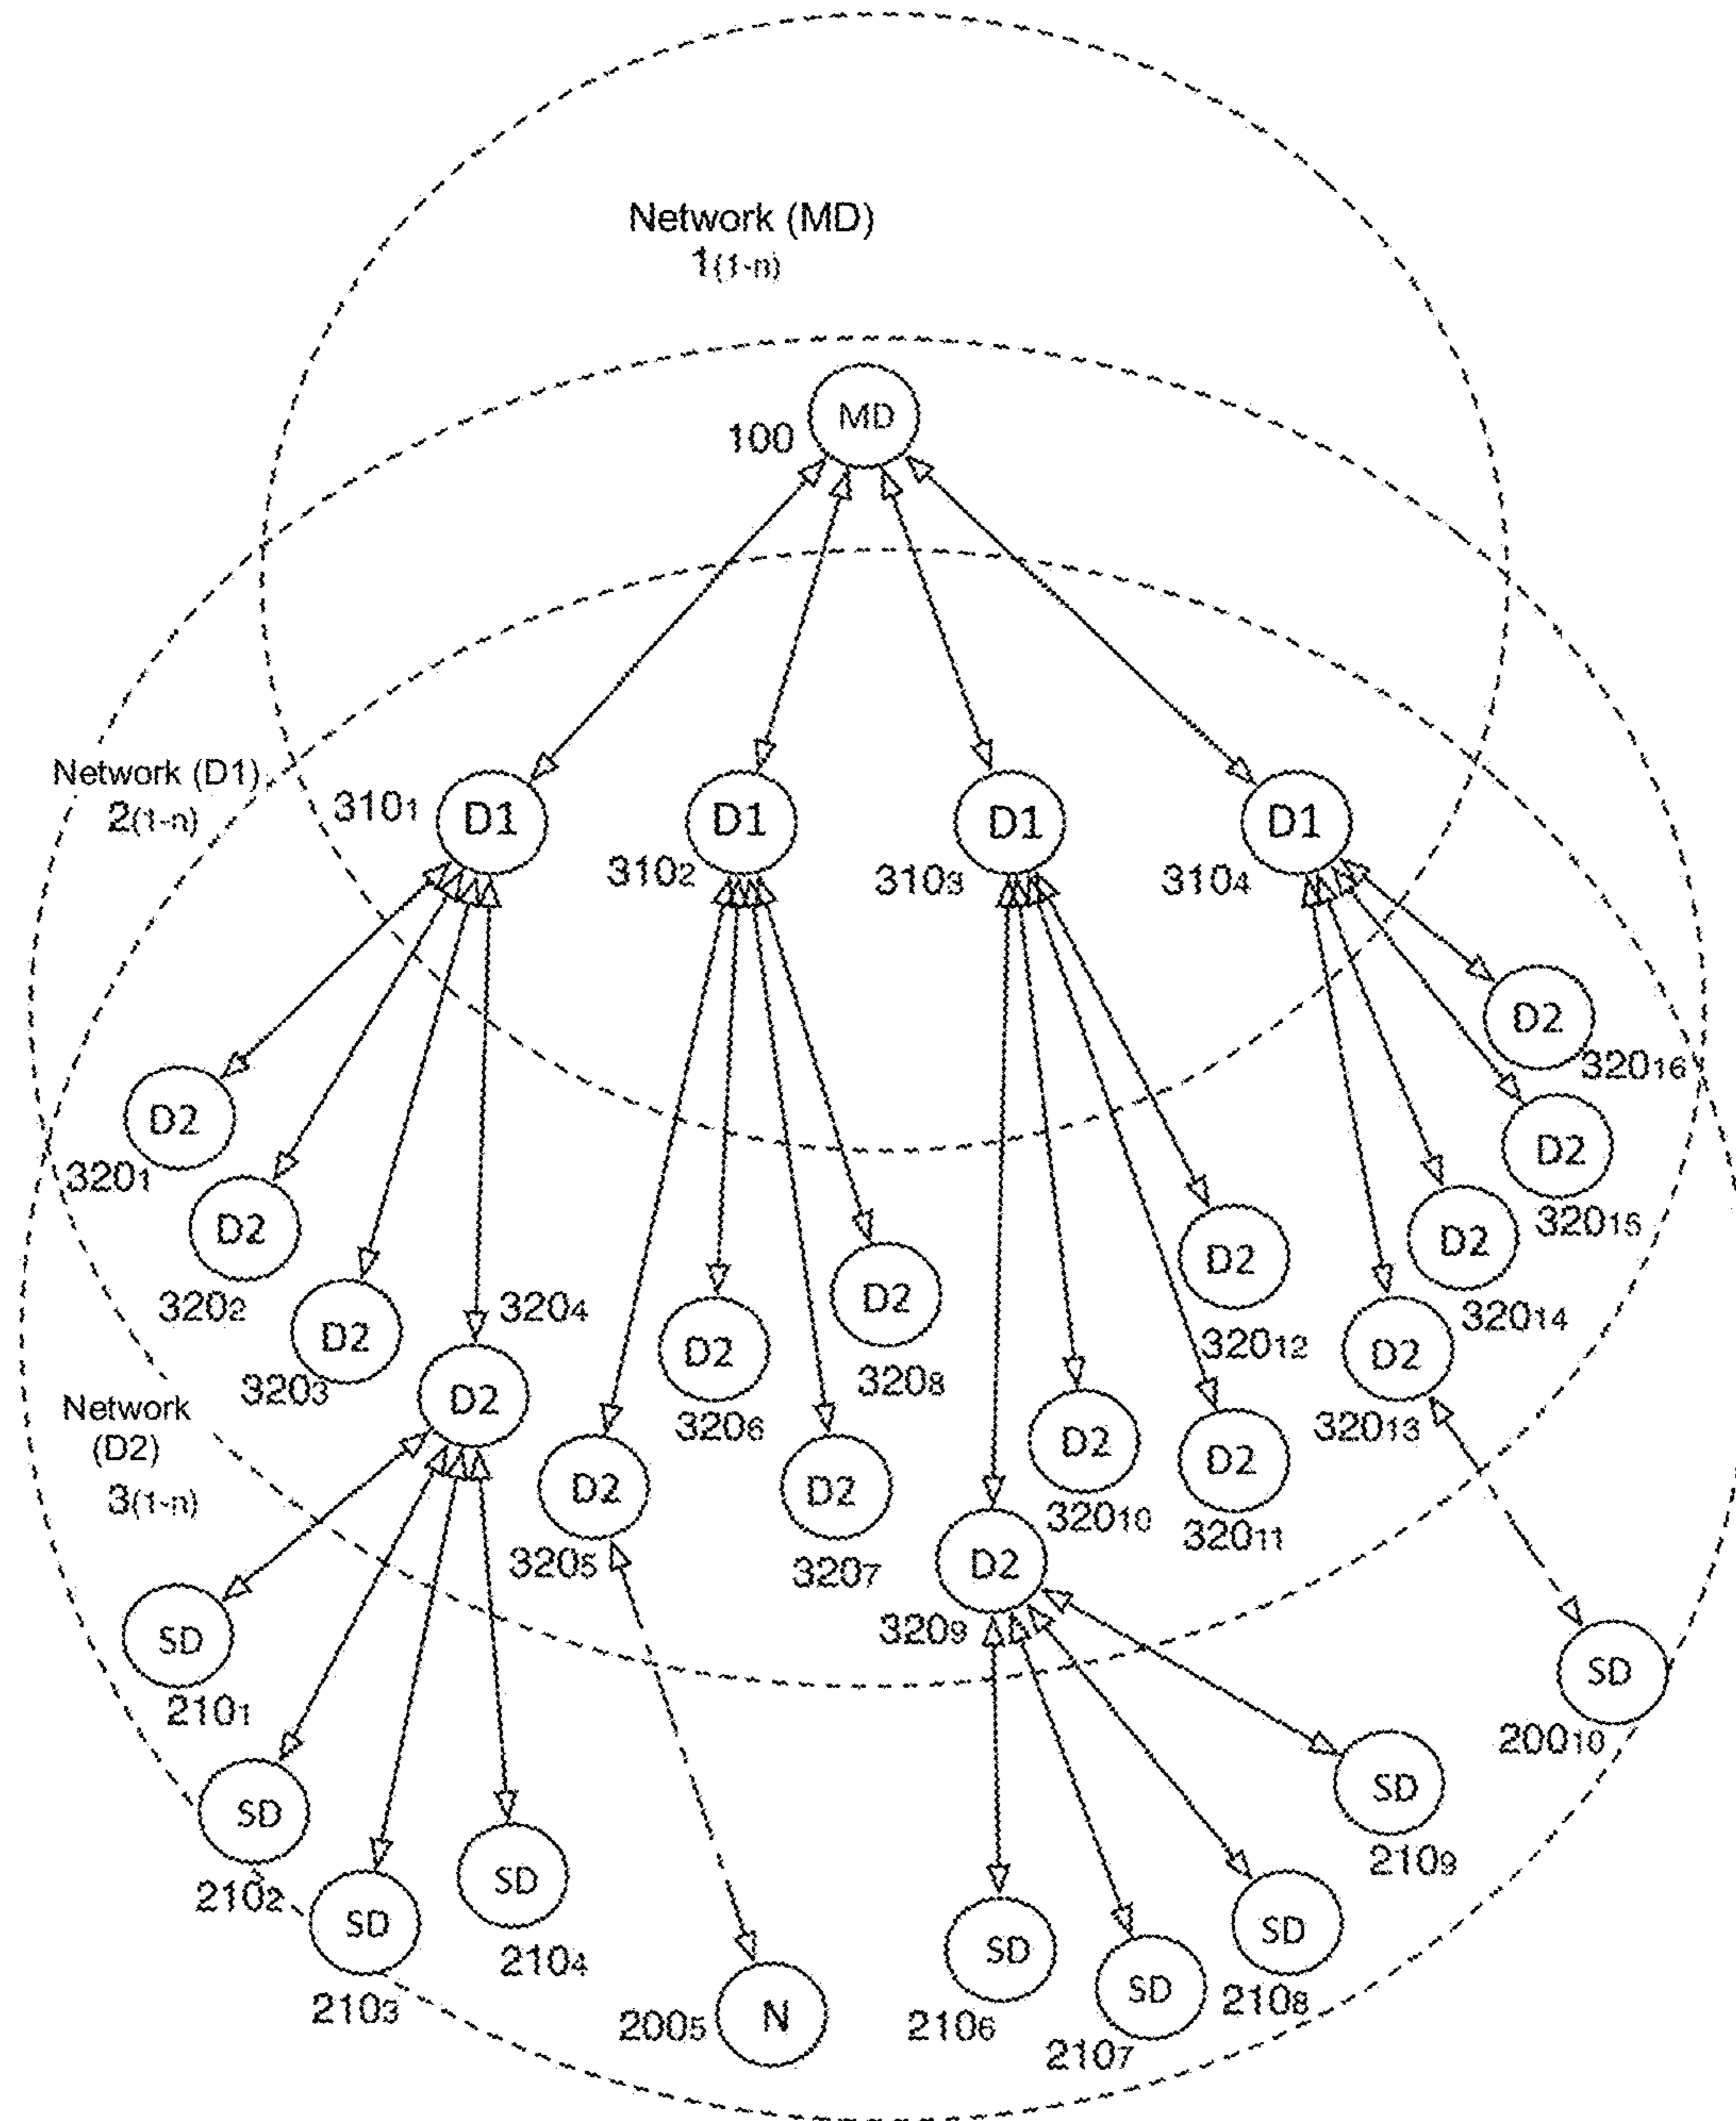 Network (MD)
1(1-n)
MD
100
Network (D1)
2(1-n)
3101
D1
D1
3102
D1
3103
D1
3104
D2
32016
D2
3201
D2
32015
D2
3202
D2
32014
D2
3203
3204
D2
D2
3206
D2
3208
D2
32012
D2
32013
Network
(D2)
3(1-n)
D2
3205
D2
3207
D2
32010
D2
32011
D2
3209
SD
2101
SD
20010
SD
2102
SD
2103
SD
2104
N
2005
SD
2106
SD
2107
SD
2108
SD
2109